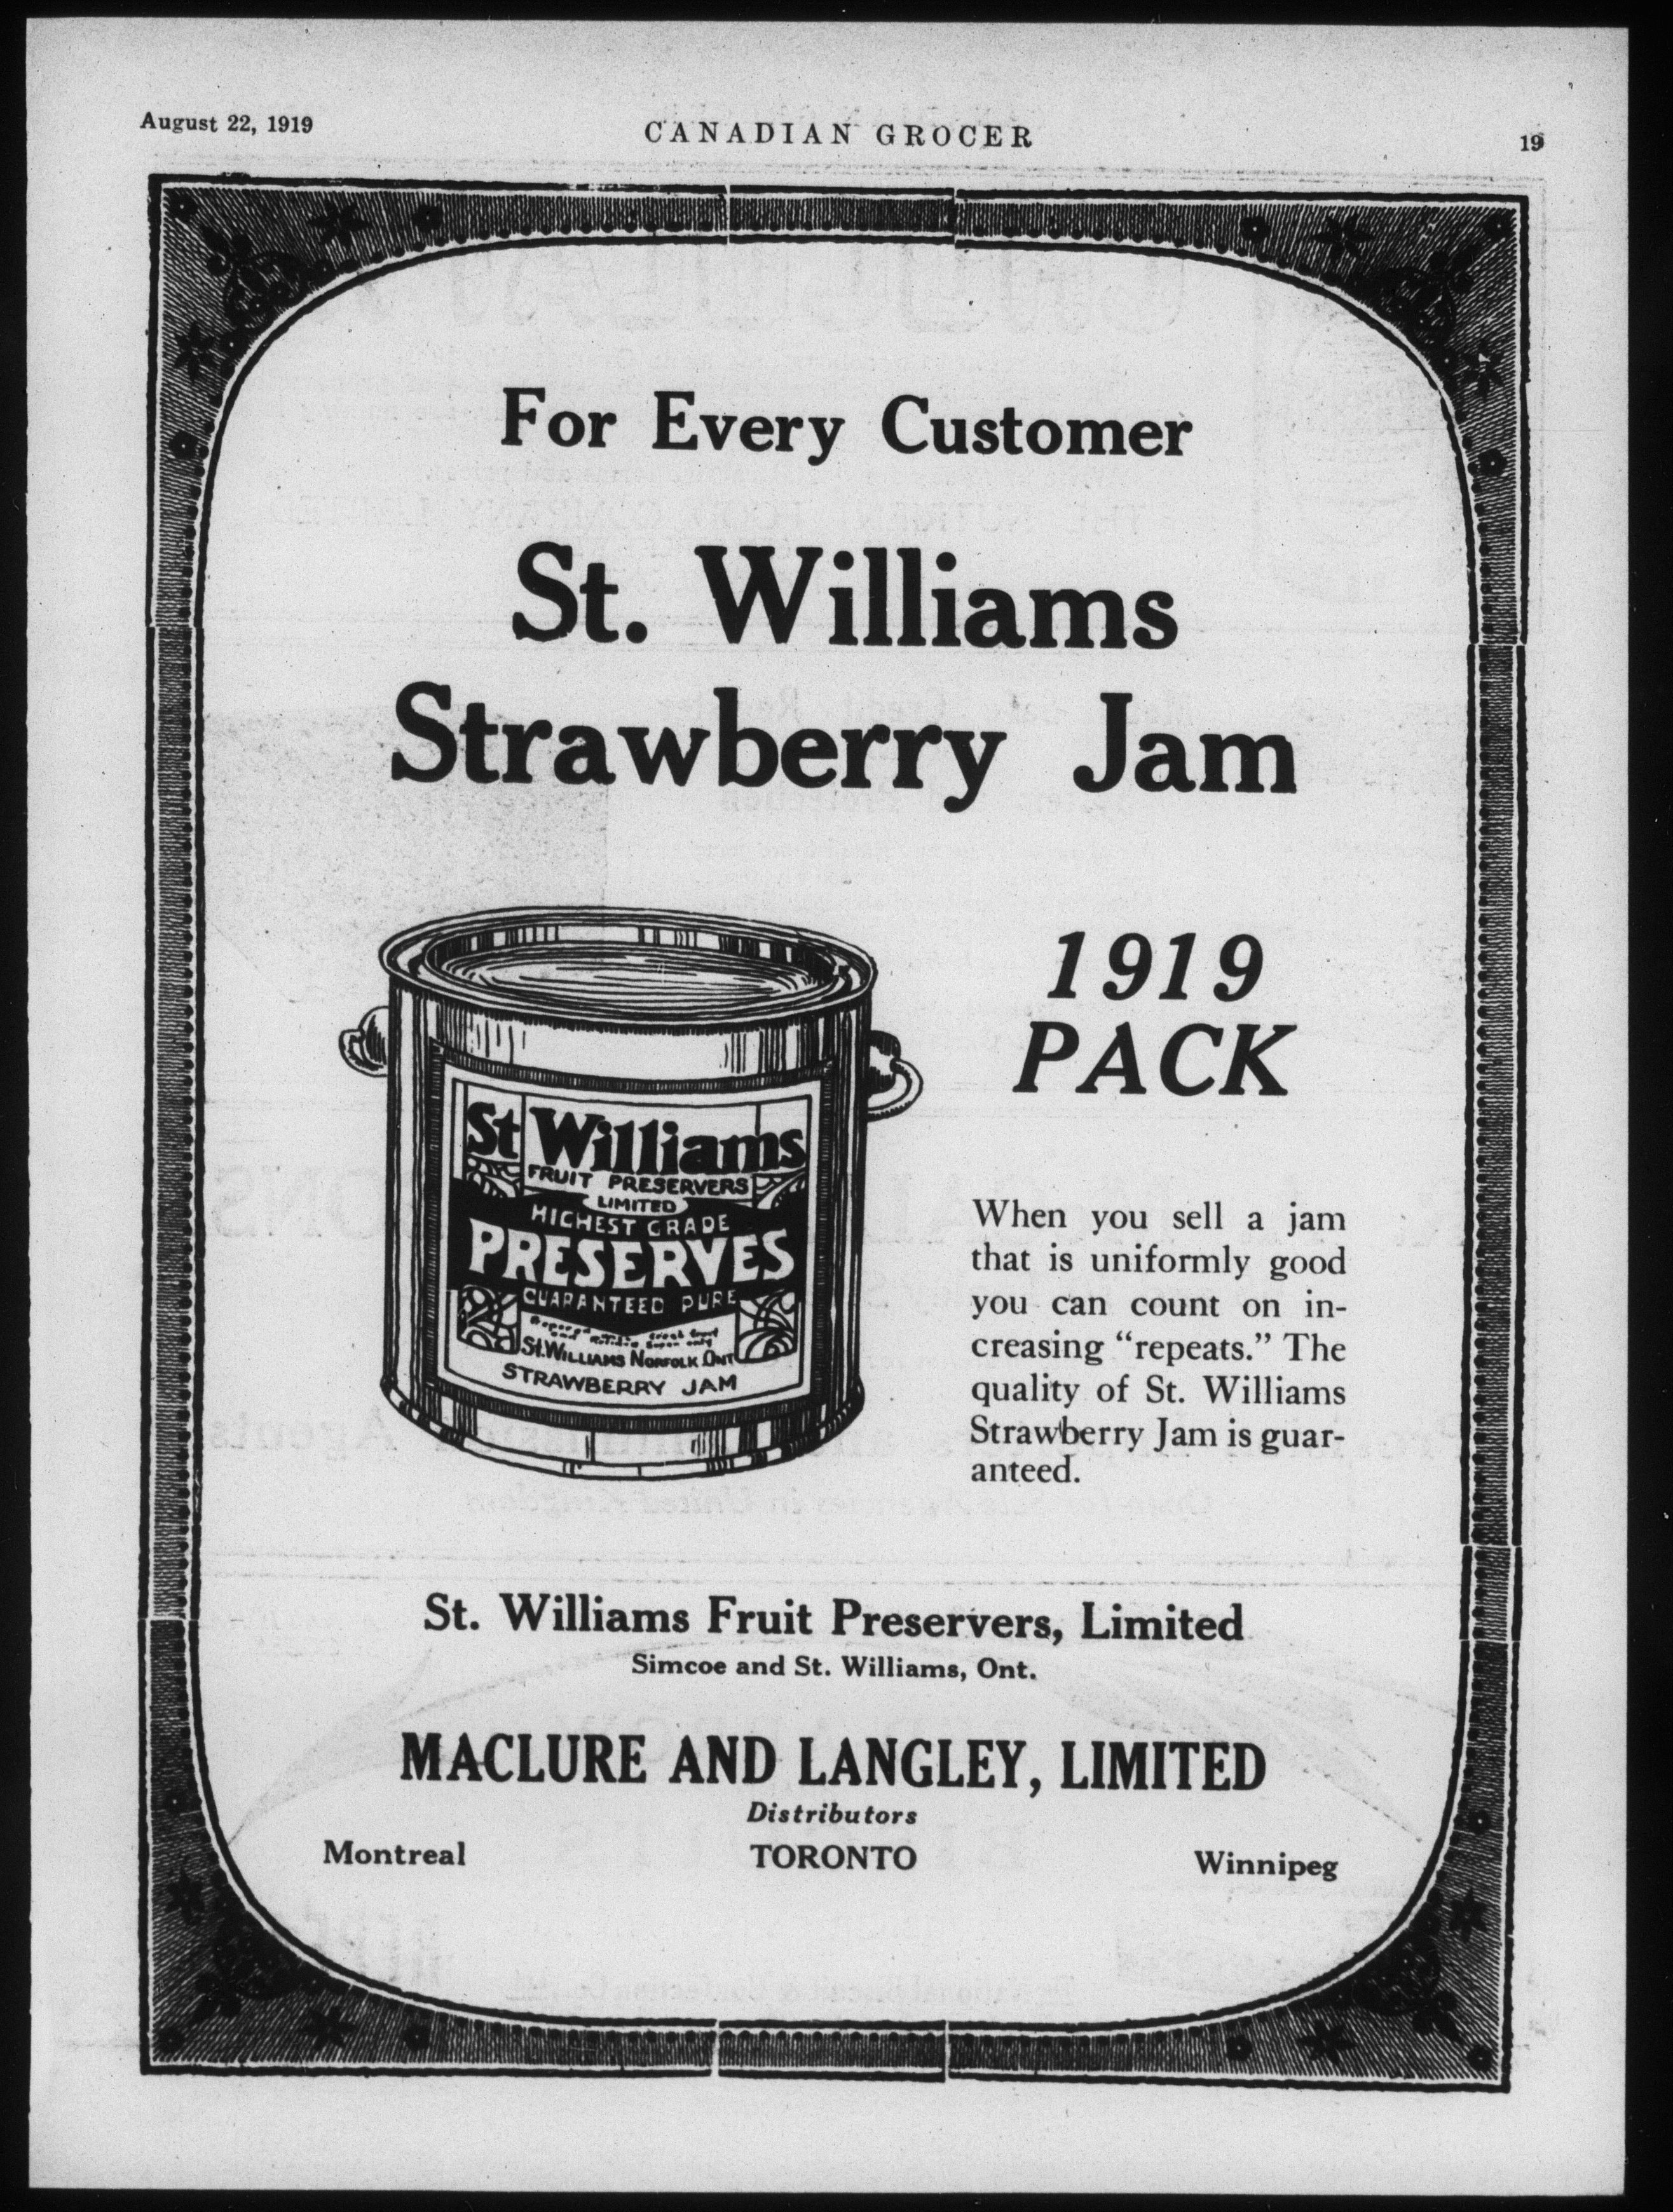 August 22, 1919
CANADIAN GROCER
19
For Every Customer
St. Williams
Strawberry Jam
1919
PACK
St Williams
FRUIT PRESERVERS
LIMITED
HIGHEST GRADE
PRESERVES
GUARANTEED PURE
St. WILLIAMS NORFOLK ONT
STRAWBERRY JAM
When you sell a jam
that is uniformly good
you can count on in-
creasing “repeats.” The
quality of St. Williams
Strawberry Jam is guar-
anteed.
St. Williams Fruit Preservers, Limited
Simcoe and St. Williams, Ont.
MACLURE AND LANGLEY, LIMITED
Distributors
Montreal TORONTO Winnipeg